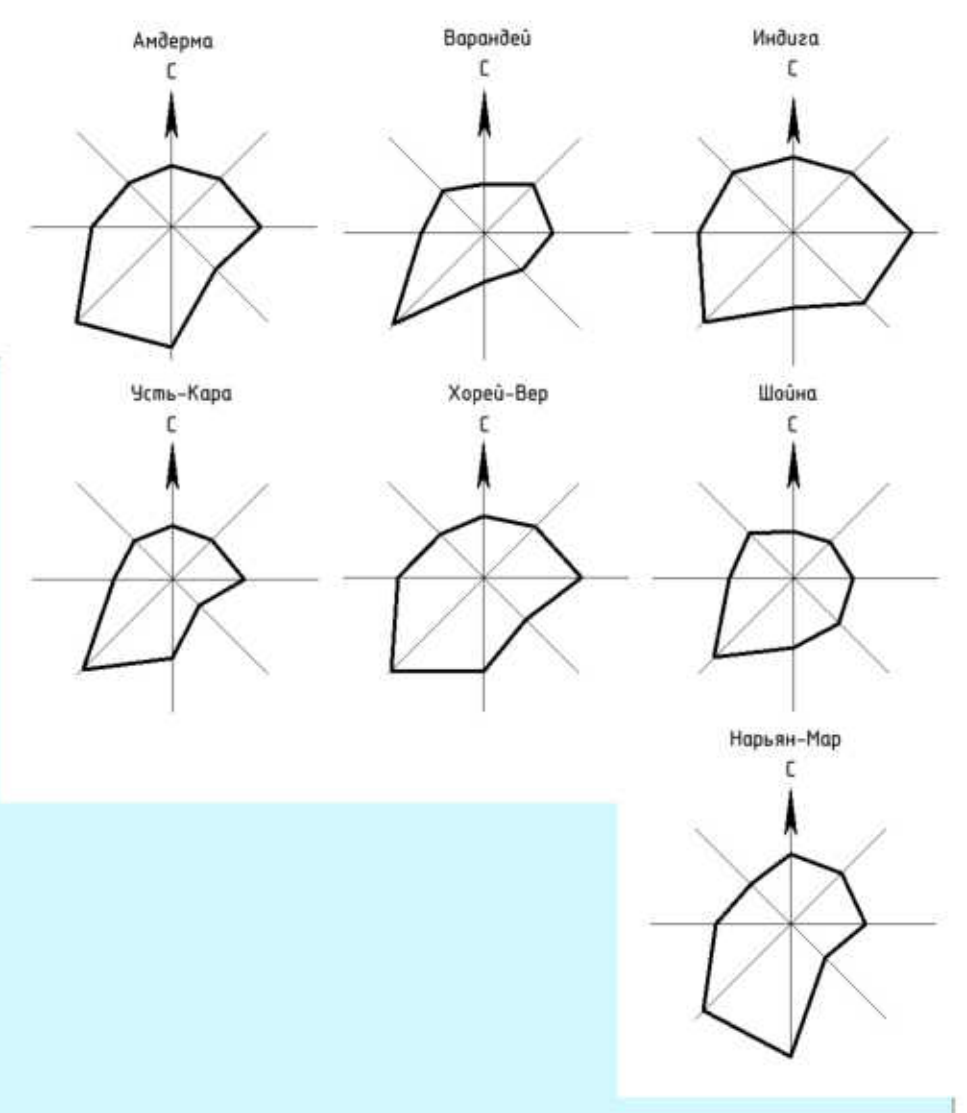 Амдерма
Варандей
Индига
С
С
С
Усть-Кара
Хорей-Вер
Шойна
С
С
С
Нарьян-Мар
С